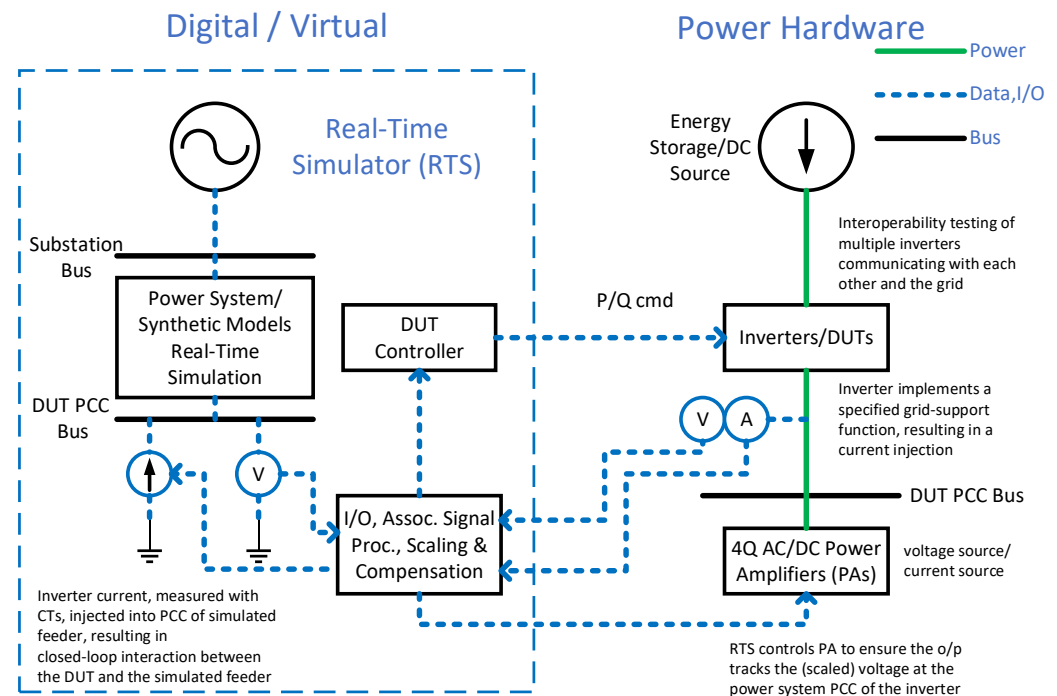 Digital / Virtual
Power Hardware
Power
Data,I/O
Bus
Real-Time
Simulator (RTS)
Energy
Storage/DC
Source
Substation
Bus
Interoperability testing of
multiple inverters
communicating with each
other and the grid
Power System/
Synthetic Models
Real-Time
Simulation
DUT
Controller
P/Q cmd
Inverters/DUTs
DUT PCC
Bus
Inverter implements a
specified grid-support
function, resulting in a
current injection
V
A
V
DUT PCC Bus
I/O, Assoc. Signal
Proc., Scaling &
Compensation
4Q AC/DC Power
Amplifiers (PAs)
voltage source/
current source
Inverter current, measured with
CTs, injected into PCC of simulated
feeder, resulting in
closed-loop interaction between
the DUT and the simulated feeder
RTS controls PA to ensure the o/p
tracks the (scaled) voltage at the
power system PCC of the inverter